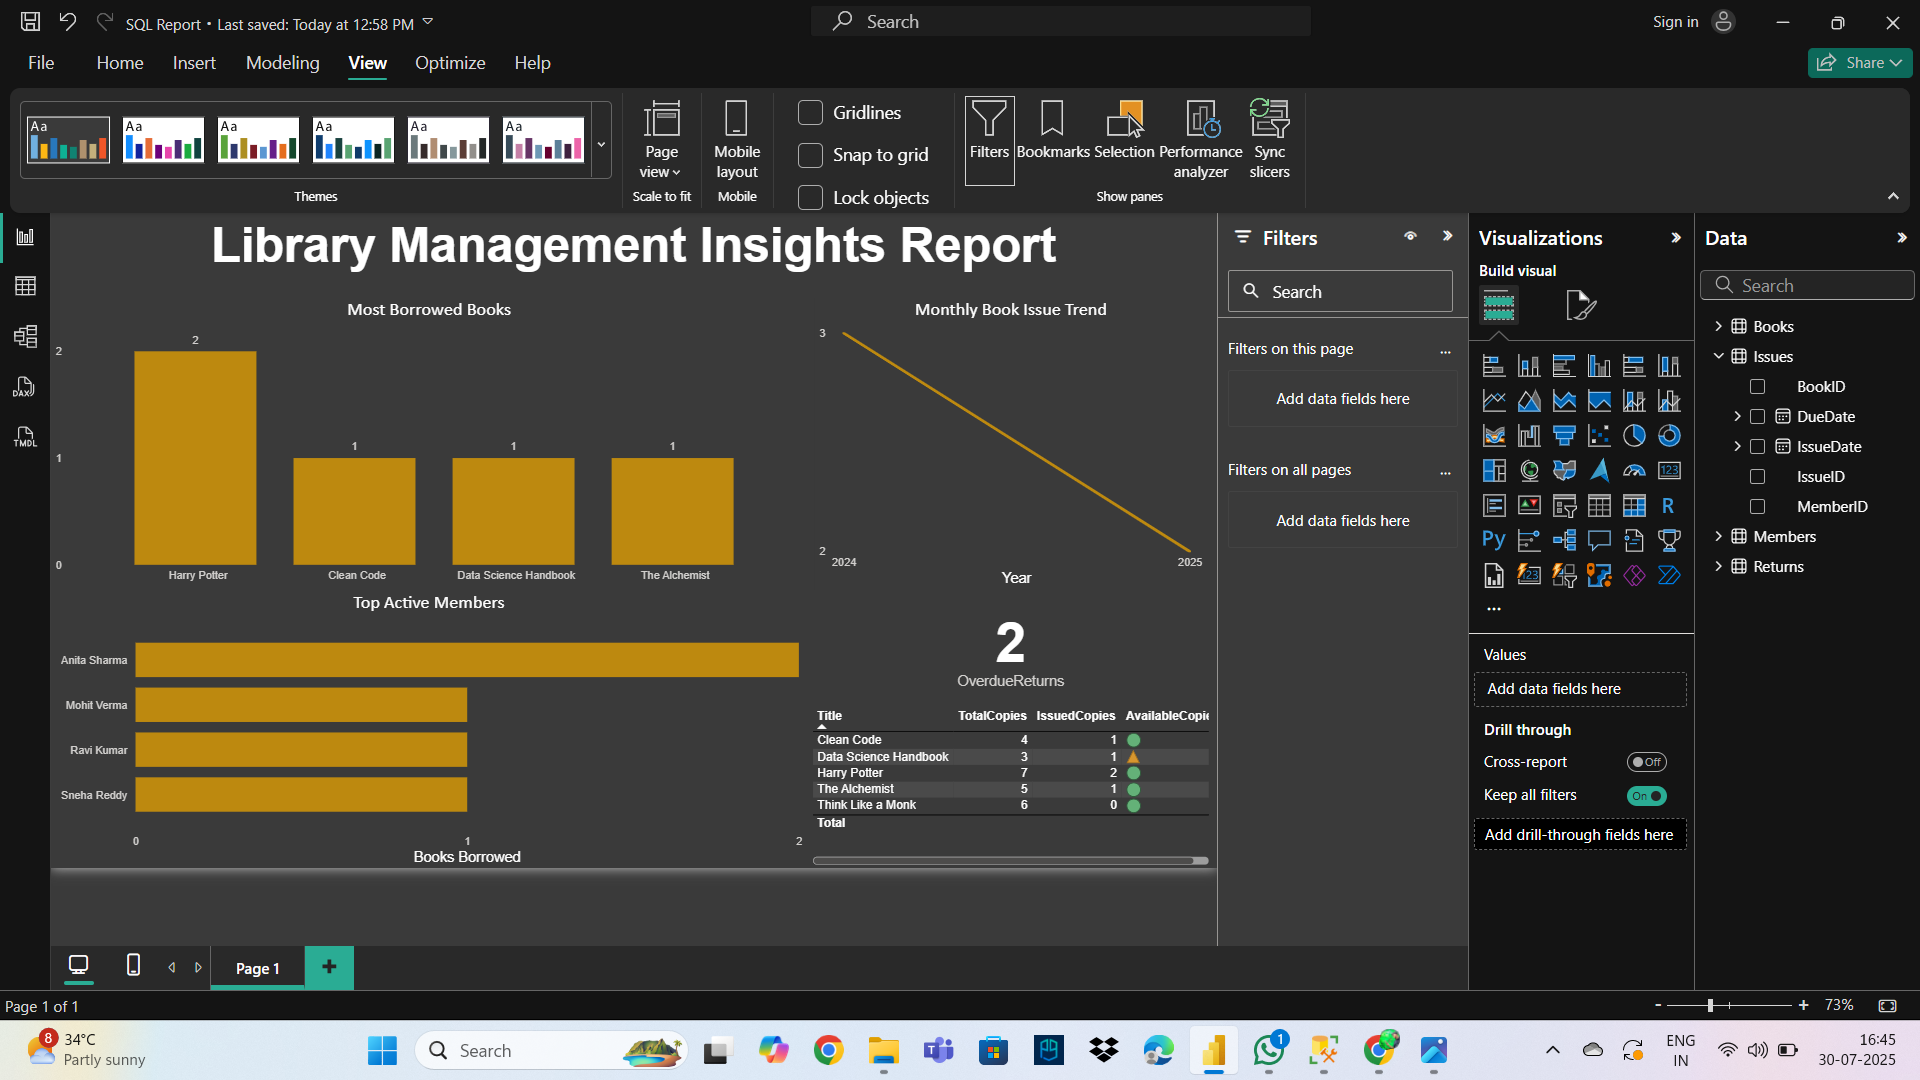 SQL Report • Last saved: Today at 12:58 PM
Search
Sign in
File Home Insert Modeling View Optimize Help
Share
Aa Aa Aa Aa Aa Aa
Themes
Page view
Scale to fit
Mobile layout
Mobile
Gridlines
Snap to grid
Lock objects
Filters
Bookmarks
Selection
Performance analyzer
Sync slicers
Show panes
DAX
TMDL
Library Management Insights Report
Most Borrowed Books
2
1
0
2
1
1
1
Harry Potter
Clean Code
Data Science Handbook
The Alchemist
Monthly Book Issue Trend
3
2
2024
2025
Year
Top Active Members
Anita Sharma
Mohit Verma
Ravi Kumar
Sneha Reddy
0 1 2
Books Borrowed
2
OverdueReturns
Title TotalCopies IssuedCopies AvailableCopie
Clean Code 4 1
Data Science Handbook 3 1
Harry Potter 7 2
The Alchemist 5 1
Think Like a Monk 6 0
Total
Filters
Search
Filters on this page ...
Add data fields here
Filters on all pages ...
Add data fields here
Visualizations
Build visual
123
R
Py
123
...
Values
Add data fields here
Drill through
Cross-report
Off
Keep all filters
On
Add drill-through fields here
Data
Search
Books
Issues
BookID
DueDate
IssueDate
IssueID
MemberID
Members
Returns
Page 1
+
Page 1 of 1
- + 73%
8
34°C
Partly sunny
Search
1
ENG
IN
16:45
30-07-2025